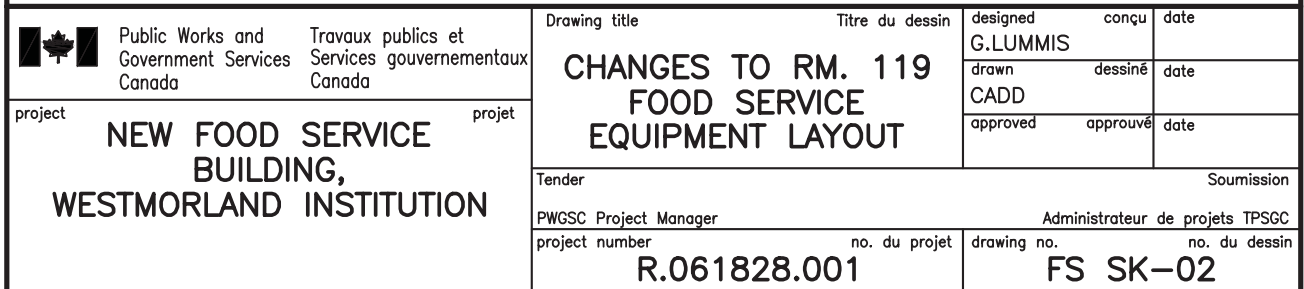 Public Works and
Government Services
Canada
Travaux publics et
Services gouvernementaux
Canada
project projet
NEW FOOD SERVICE
BUILDING,
WESTMORLAND INSTITUTION
Drawing title Titre du dessin
CHANGES TO RM. 119
FOOD SERVICE
EQUIPMENT LAYOUT
designed conçu date
G.LUMMIS
drawn dessiné date
CADD
approved approuvé date
Tender Soumission
PWGSC Project Manager Administrateur de projets TPSGC
project number no. du projet
R.061828.001
drawing no. no. du dessin
FS SK-02